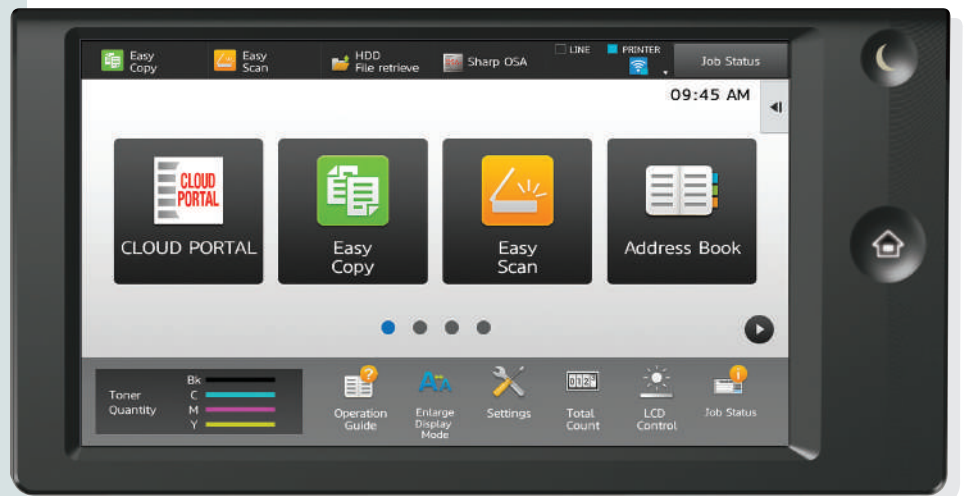 Easy
Copy
Easy
Scan
HDD
File retrieve
Sharp OSA
LINE
PRINTER
Job Status
09:45 AM
CLOUD
PORTAL
CLOUD PORTAL
Easy
Copy
Easy
Scan
Address Book
Toner
Quantity
Bk
C
M
Y
Operation
Guide
Enlarge
Display
Mode
Settings
Total
Count
LCD
Control
Job Status